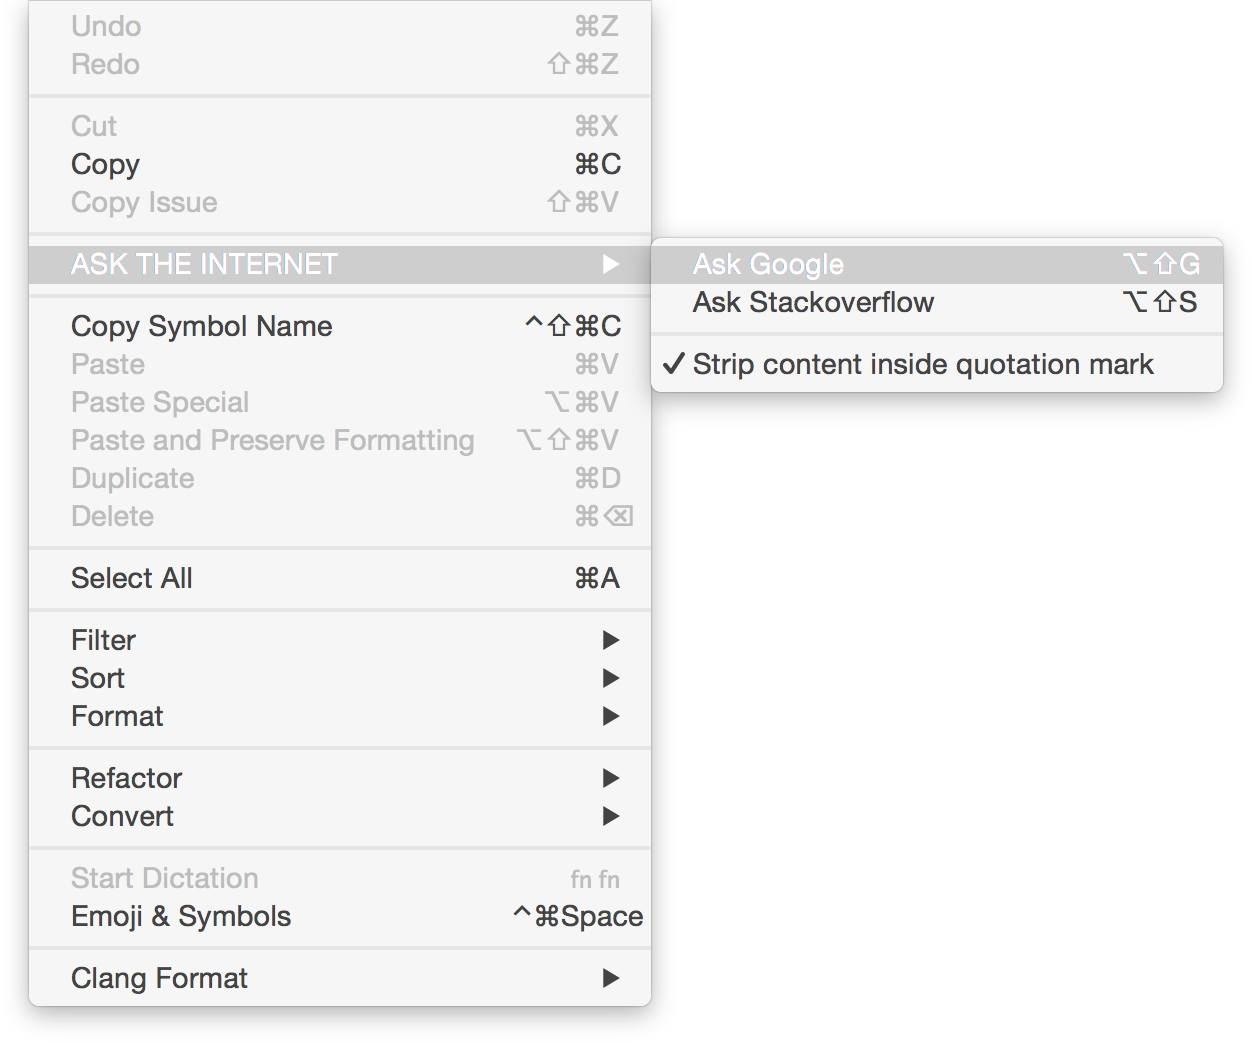 Undo ⌘Z
Redo ⇧⌘Z
Cut ⌘X
Copy ⌘C
Copy Issue ⇧⌘V
ASK THE INTERNET ▶
Ask Google ⌥⇧G
Ask Stackoverflow ⌥⇧S
✓ Strip content inside quotation mark
Copy Symbol Name ^⇧⌘C
Paste ⌘V
Paste Special ⌥⌘V
Paste and Preserve Formatting ⌥⇧⌘V
Duplicate ⌘D
Delete ⌘⌫
Select All ⌘A
Filter ▶
Sort ▶
Format ▶
Refactor ▶
Convert ▶
Start Dictation fn fn
Emoji & Symbols ^⌘Space
Clang Format ▶